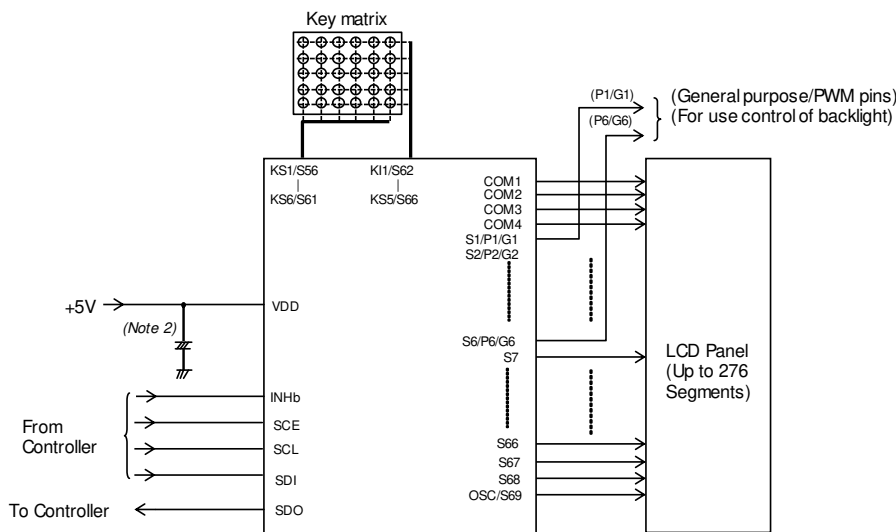 Key matrix
(P1/G1)
(P6/G6)
(General purpose/PWM pins)
(For use control of backlight)
KS1/S56
KS6/S61
KI1/S62
KS5/S66
COM1
COM2
COM3
COM4
S1/P1/G1
S2/P2/G2
+5V
(Note 2)
VDD
S6/P6/G6
S7
LCD Panel
(Up to 276
Segments)
From
Controller
INHb
SCE
SCL
SDI
To Controller
SDO
S66
S67
S68
OSC/S69